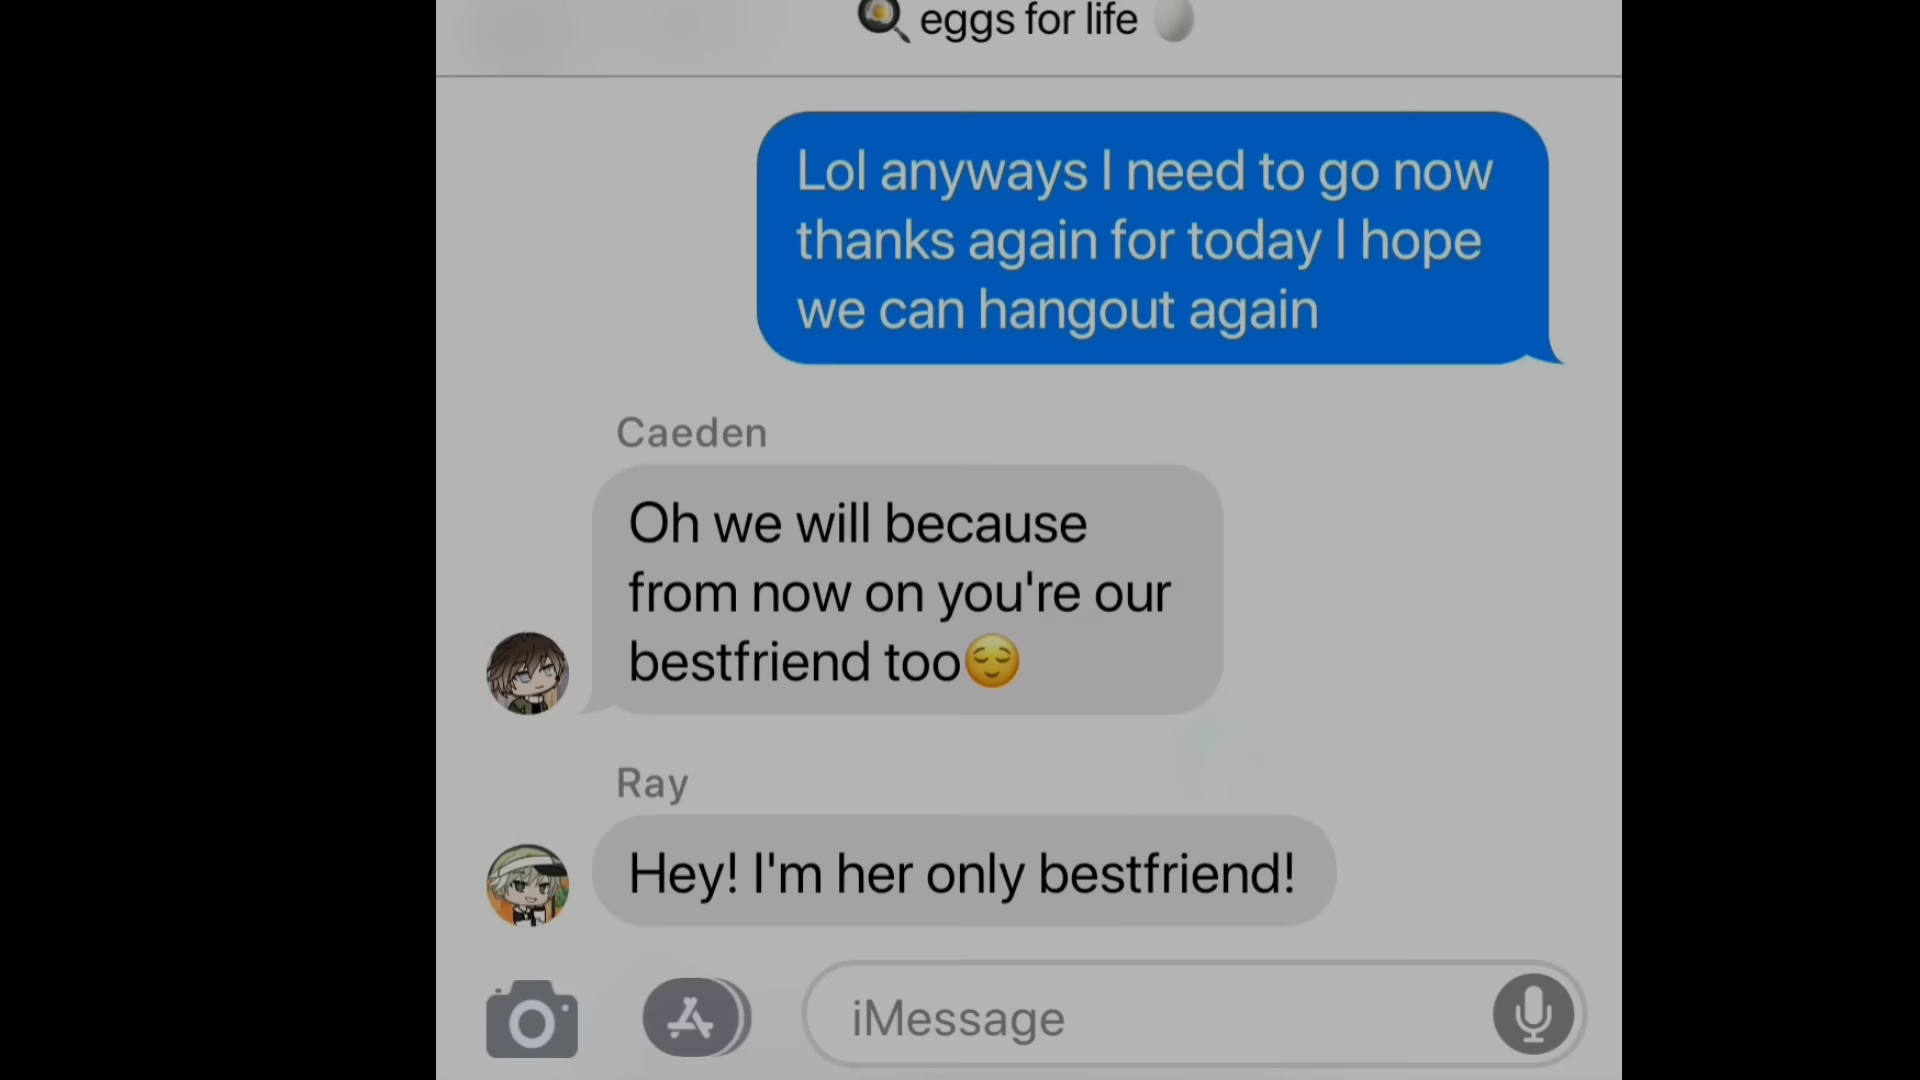 🍳 eggs for life 🥚
Lol anyways I need to go now
thanks again for today I hope
we can hangout again
Caeden
Oh we will because
from now on you're our
bestfriend too😌
Ray
Hey! I'm her only bestfriend!
iMessage